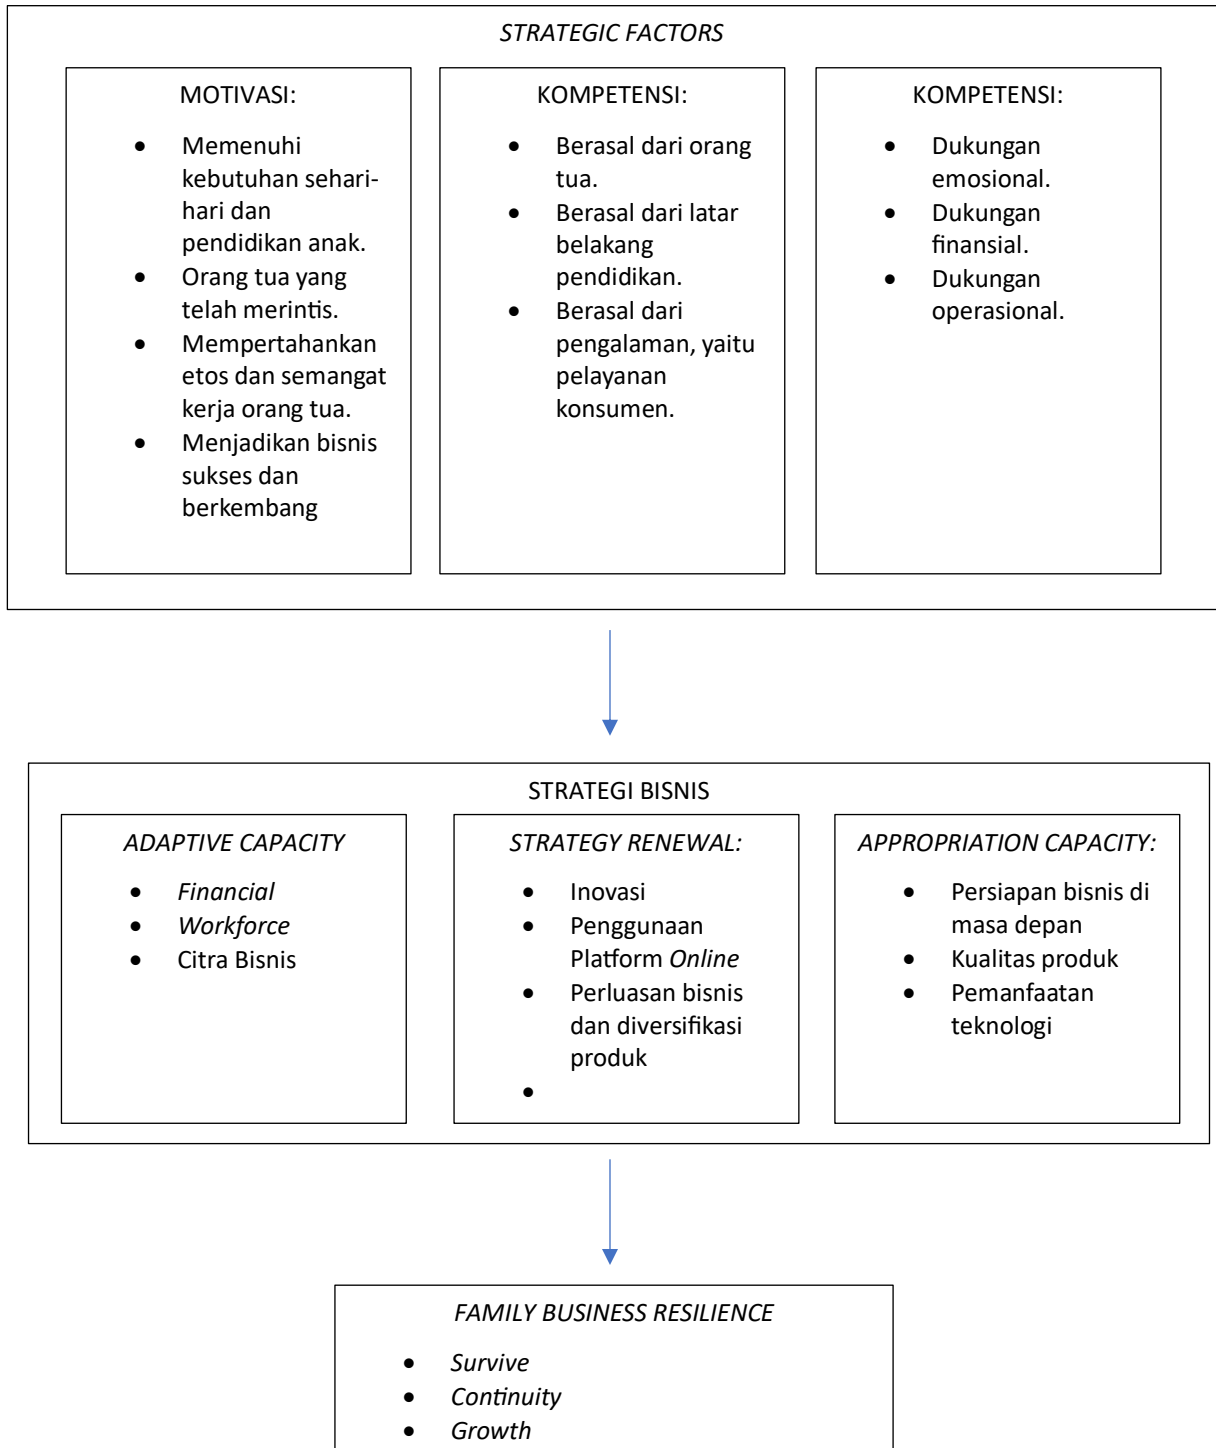 STRATEGIC FACTORS
MOTIVASI:
• Memenuhi
kebutuhan sehari-
hari dan
pendidikan anak.
• Orang tua yang
telah merintis.
• Mempertahankan
etos dan semangat
kerja orang tua.
• Menjadikan bisnis
sukses dan
berkembang
KOMPETENSI:
• Berasal dari orang
tua.
• Berasal dari latar
belakang
pendidikan.
• Berasal dari
pengalaman, yaitu
pelayanan
konsumen.
KOMPETENSI:
• Dukungan
emosional.
• Dukungan
finansial.
• Dukungan
operasional.
STRATEGI BISNIS
ADAPTIVE CAPACITY
• Financial
• Workforce
• Citra Bisnis
STRATEGY RENEWAL:
• Inovasi
• Penggunaan
Platform Online
• Perluasan bisnis
dan diversifikasi
produk
•
APPROPRIATION CAPACITY:
• Persiapan bisnis di
masa depan
• Kualitas produk
• Pemanfaatan
teknologi
FAMILY BUSINESS RESILIENCE
• Survive
• Continuity
• Growth